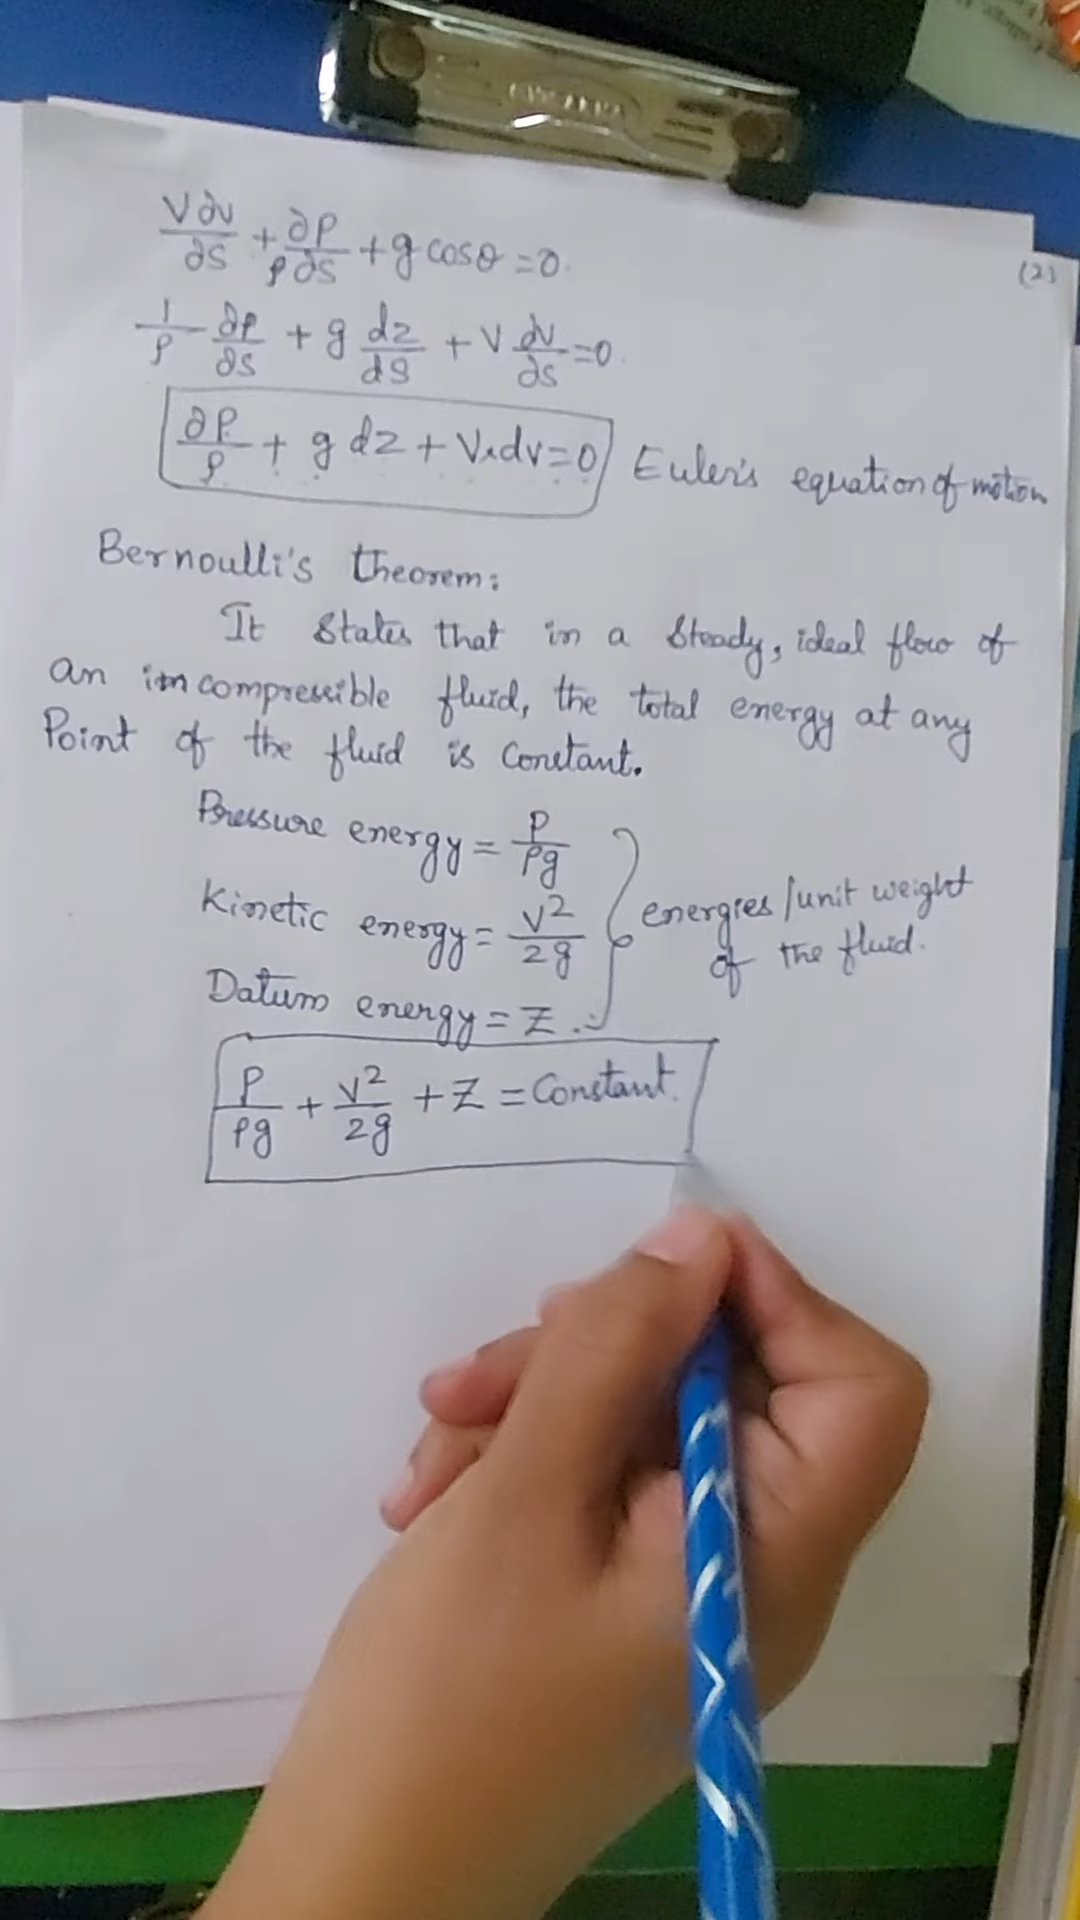 V∂v/∂s + ∂P/ρ∂s + g cosθ = 0.
(2)
1/ρ ∂P/∂s + g dz/ds + V ∂v/∂s = 0.
∂P/ρ + g dz + V.dv = 0 Euler's equation of motion
Bernoulli's theorem:
It States that in a Steady, ideal flow of
an incompressible fluid, the total energy at any
Point of the fluid is Constant.
Pressure energy = P/ρg
Kinetic energy = V²/2g
energies/unit weight
of the fluid.
Datum energy = Z.
P/ρg + V²/2g + Z = Constant.